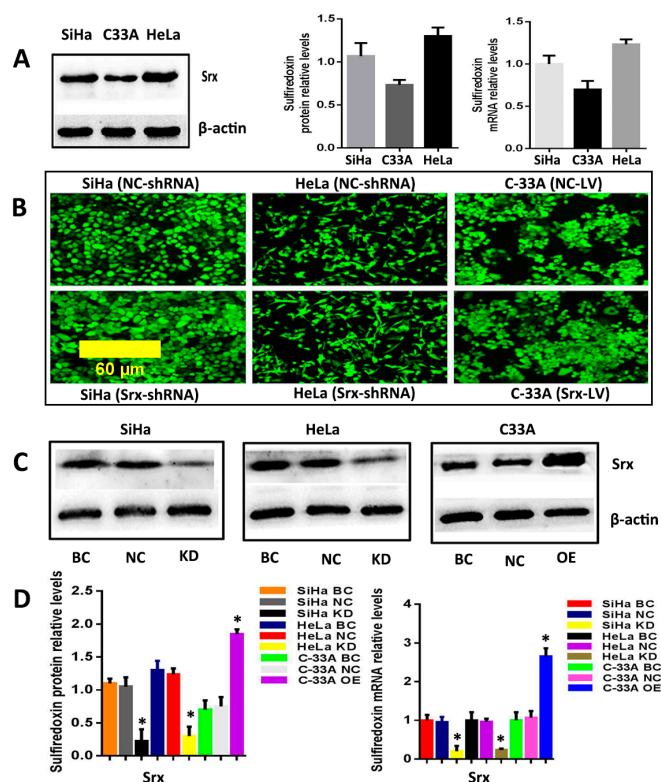 A
SiHa C33A HeLa
Srx
β-actin
Sulfiredoxin
protein relative levels
1.5
1.0
0.5
0.0
SiHa C33A HeLa
Sulfiredoxin
mRNA relative levels
1.5
1.0
0.5
0.0
SiHa C33A HeLa
B
SiHa (NC-shRNA) HeLa (NC-shRNA) C-33A (NC-LV)
60 µm
SiHa (Srx-shRNA) HeLa (Srx-shRNA) C-33A (Srx-LV)
C
SiHa HeLa C33A
Srx
β-actin
BC NC KD BC NC KD BC NC OE
D
Sulfiredoxin protein relative levels
2.5
2.0
1.5
1.0
0.5
0.0
* * *
Srx
SiHa BC
SiHa NC
SiHa KD
HeLa BC
HeLa NC
HeLa KD
C-33A BC
C-33A NC
C-33A OE
Sulfiredoxin mRNA relative levels
4
3
2
1
0
* * *
Srx
SiHa BC
SiHa NC
SiHa KD
HeLa BC
HeLa NC
HeLa KD
C-33A BC
C-33A NC
C-33A OE